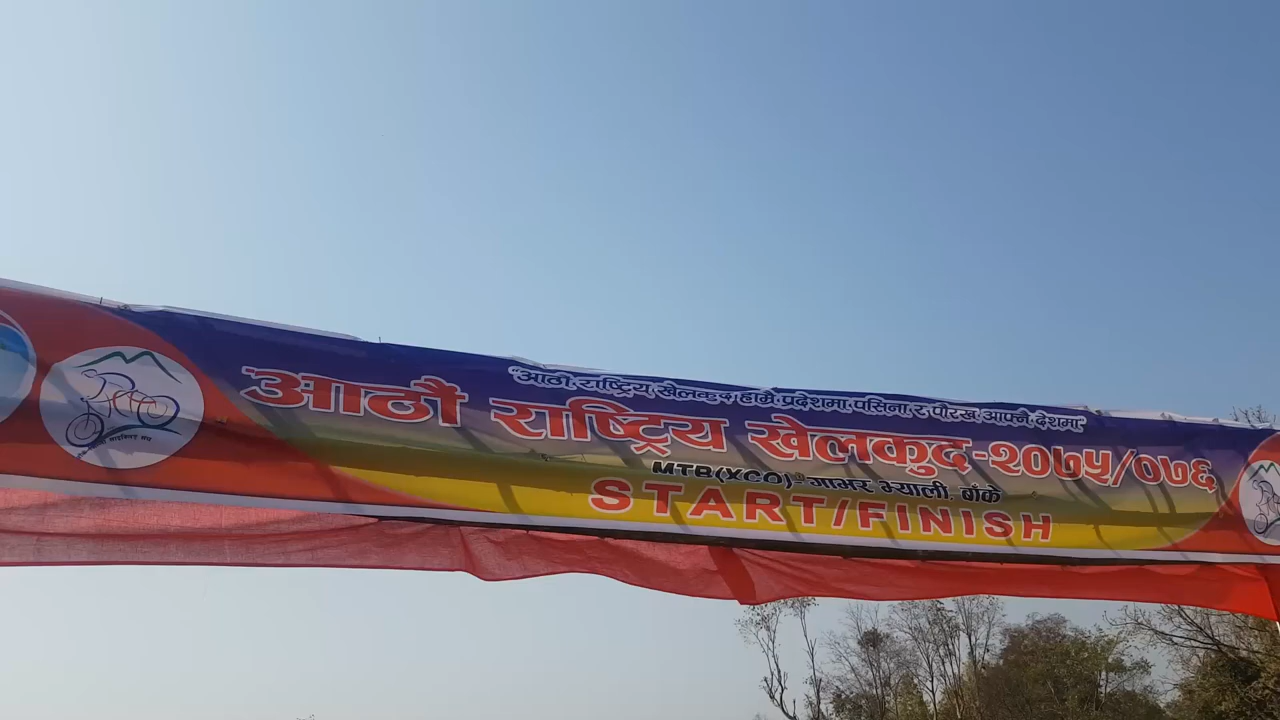 "आठौं राष्ट्रिय खेलकुद हाम्रै प्रदेशमा, पसिना र पौरख आफ्नै देशमा"
"आठौं राष्ट्रिय खेलकुद-२०७५/०७६
MTB(XCO)" गाभर भ्याली, बाँके
START/FINISH